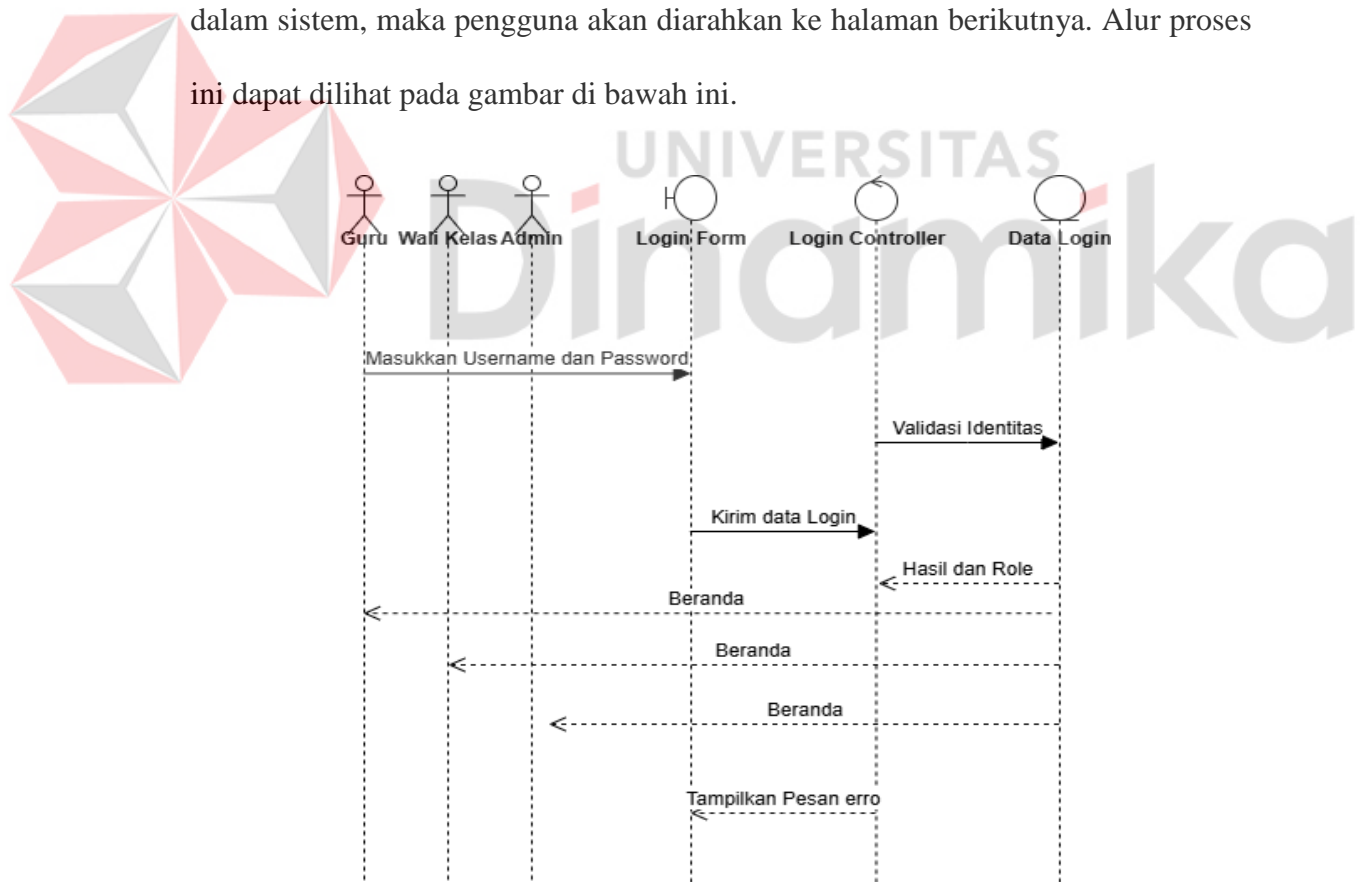 dalam sistem, maka pengguna akan diarahkan ke halaman berikutnya. Alur proses
ini dapat dilihat pada gambar di bawah ini.
UNIVERSITAS
Dinamika
Guru Wali Kelas Admin Login Form Login Controller Data Login
Masukkan Username dan Password
Validasi Identitas
Kirim data Login
Hasil dan Role
Beranda
Beranda
Beranda
Tampilkan Pesan erro